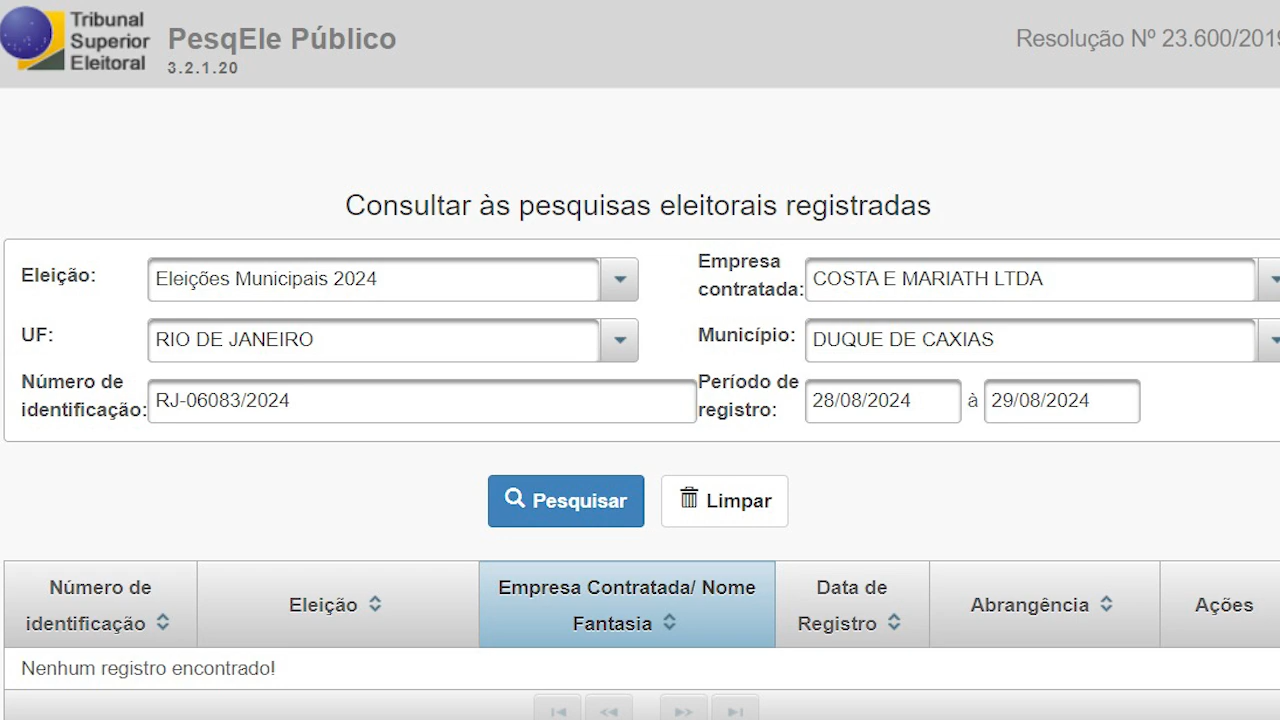 Tribunal
Superior
Eleitoral
PesqEle Público
3.2.1.20
Resolução Nº 23.600/2019
Consultar às pesquisas eleitorais registradas
Eleição: Eleições Municipais 2024
Empresa
contratada: COSTA E MARIATH LTDA
UF: RIO DE JANEIRO
Município: DUQUE DE CAXIAS
Número de
identificação: RJ-06083/2024
Período de
registro: 28/08/2024 à 29/08/2024
Pesquisar Limpar
Número de
identificação
Eleição
Empresa Contratada/ Nome
Fantasia
Data de
Registro
Abrangência
Ações
Nenhum registro encontrado!